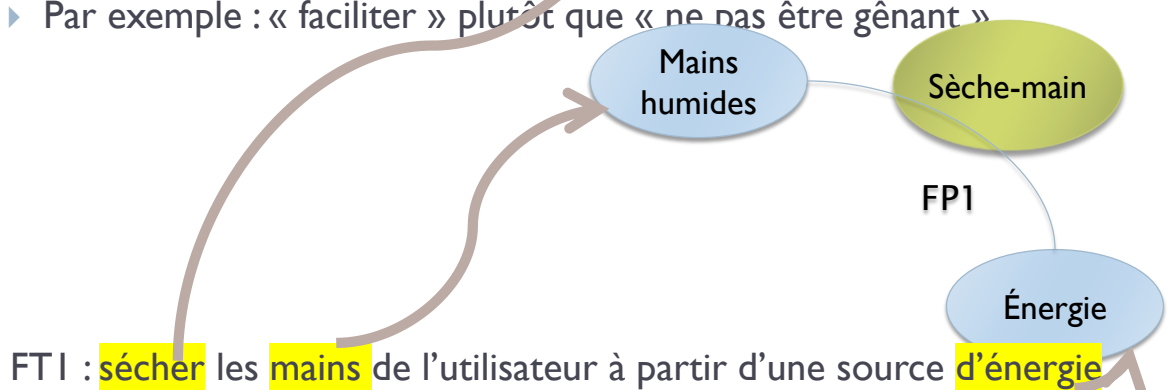 Par exemple : « faciliter » plutôt que « ne pas être gênant »
Mains
humides
Sèche-main
FP1
Énergie
FT1 : sécher les mains de l’utilisateur à partir d’une source d’énergie